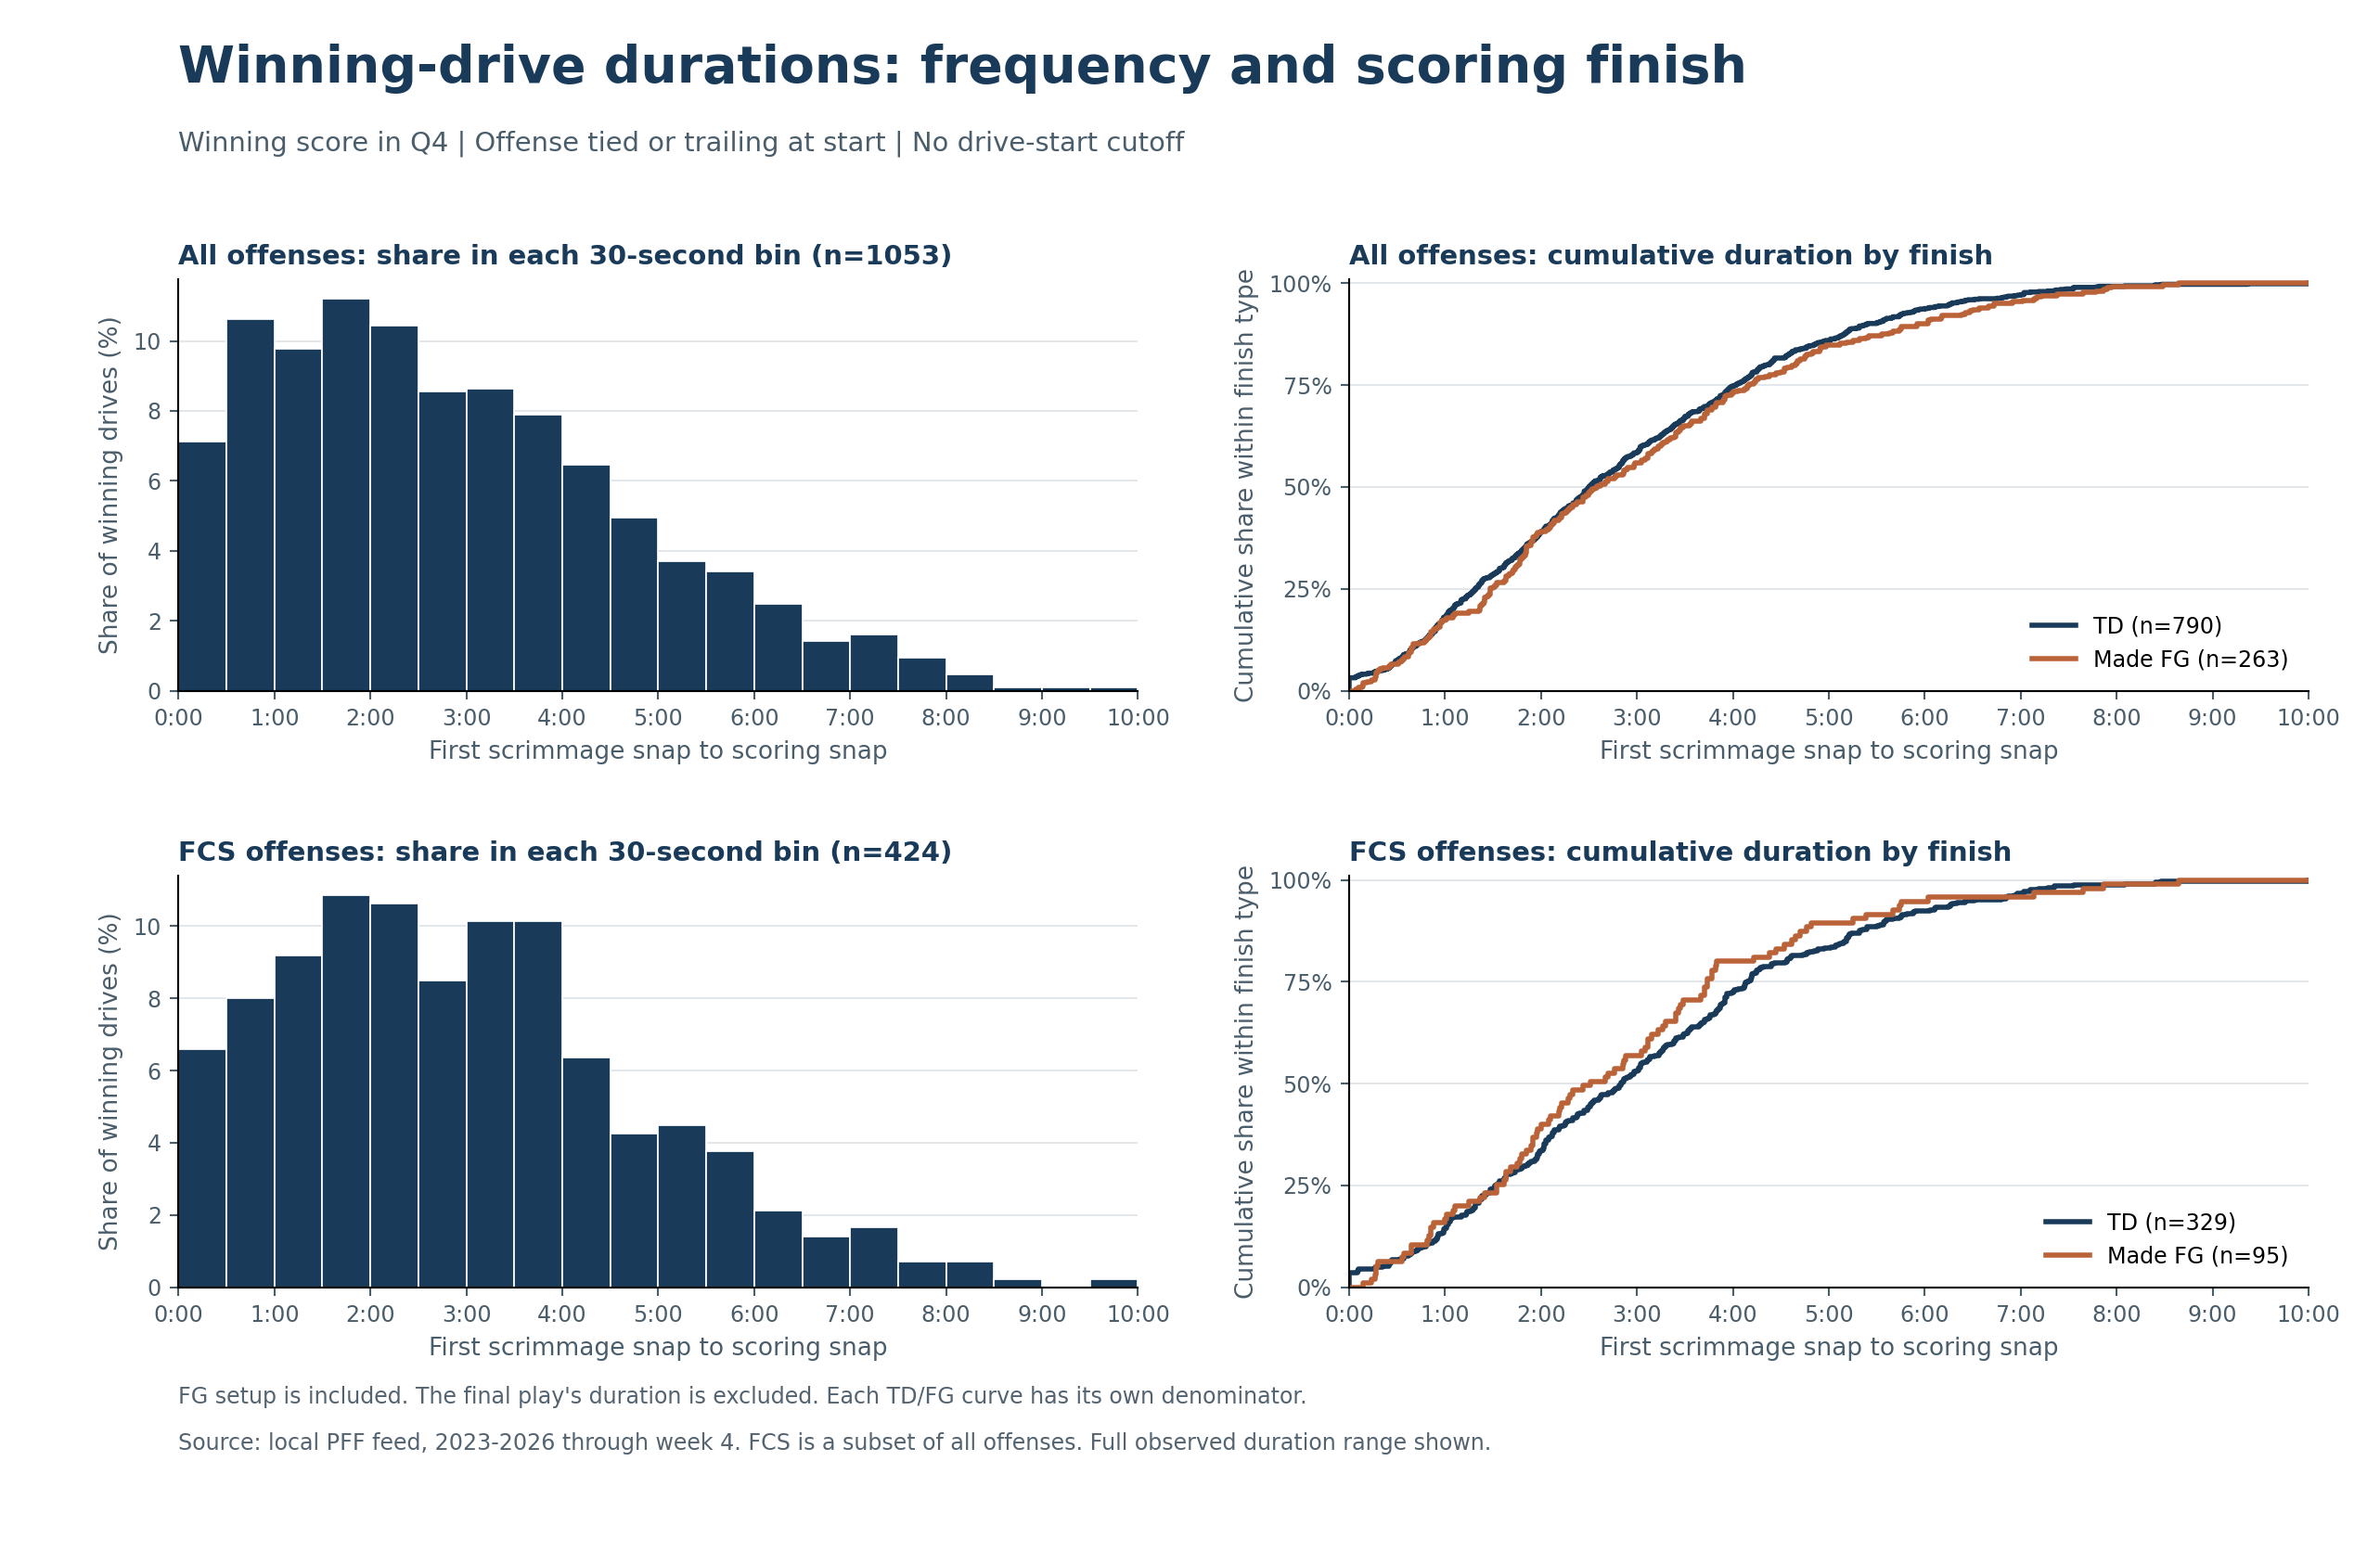 Winning-drive durations: frequency and scoring finish
Winning score in Q4 | Offense tied or trailing at start | No drive-start cutoff
All offenses: share in each 30-second bin (n=1053)
Share of winning drives (%)
10
8
6
4
2
0
0:00 1:00 2:00 3:00 4:00 5:00 6:00 7:00 8:00 9:00 10:00
First scrimmage snap to scoring snap
All offenses: cumulative duration by finish
Cumulative share within finish type
100%
75%
50%
25%
0%
TD (n=790)
Made FG (n=263)
0:00 1:00 2:00 3:00 4:00 5:00 6:00 7:00 8:00 9:00 10:00
First scrimmage snap to scoring snap
FCS offenses: share in each 30-second bin (n=424)
Share of winning drives (%)
10
8
6
4
2
0
0:00 1:00 2:00 3:00 4:00 5:00 6:00 7:00 8:00 9:00 10:00
First scrimmage snap to scoring snap
FCS offenses: cumulative duration by finish
Cumulative share within finish type
100%
75%
50%
25%
0%
TD (n=329)
Made FG (n=95)
0:00 1:00 2:00 3:00 4:00 5:00 6:00 7:00 8:00 9:00 10:00
First scrimmage snap to scoring snap
FG setup is included. The final play's duration is excluded. Each TD/FG curve has its own denominator.
Source: local PFF feed, 2023-2026 through week 4. FCS is a subset of all offenses. Full observed duration range shown.